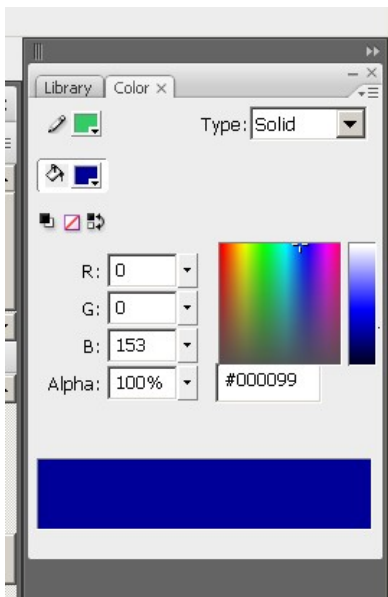 Library Color
Type: Solid
R: 0
G: 0
B: 153
Alpha: 100% #000099